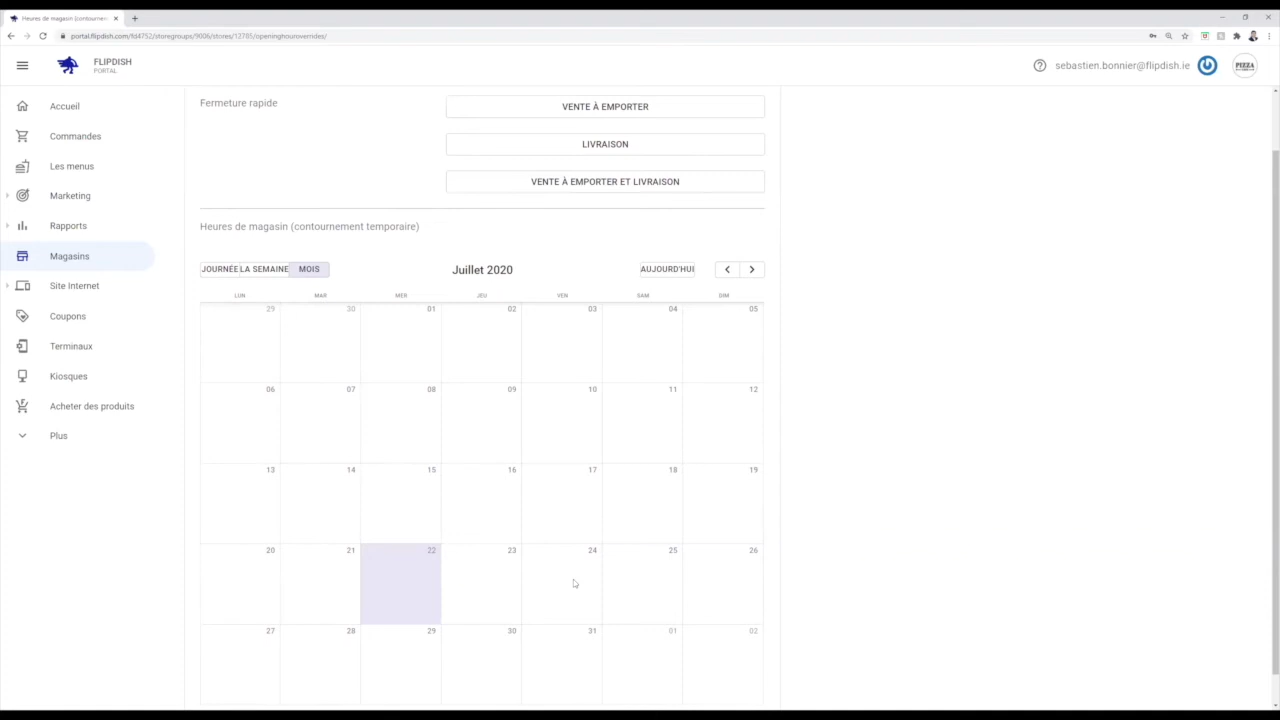 Heures de magasin (contournemen
portal.flipdish.com/fd4752/storegroups/9006/stores/12785/openinghouroverrides/
FLIPDISH
PORTAL
sebastien.bonnier@flipdish.ie
PIZZA
Accueil
Commandes
Les menus
Marketing
Rapports
Magasins
Site Internet
Coupons
Terminaux
Kiosques
Acheter des produits
Plus
Fermeture rapide
VENTE À EMPORTER
LIVRAISON
VENTE À EMPORTER ET LIVRAISON
Heures de magasin (contournement temporaire)
JOURNÉE LA SEMAINE MOIS
Juillet 2020
AUJOURD'HUI
LUN MAR MER JEU VEN SAM DIM
29 30 01 02 03 04 05
06 07 08 09 10 11 12
13 14 15 16 17 18 19
20 21 22 23 24 25 26
27 28 29 30 31 01 02